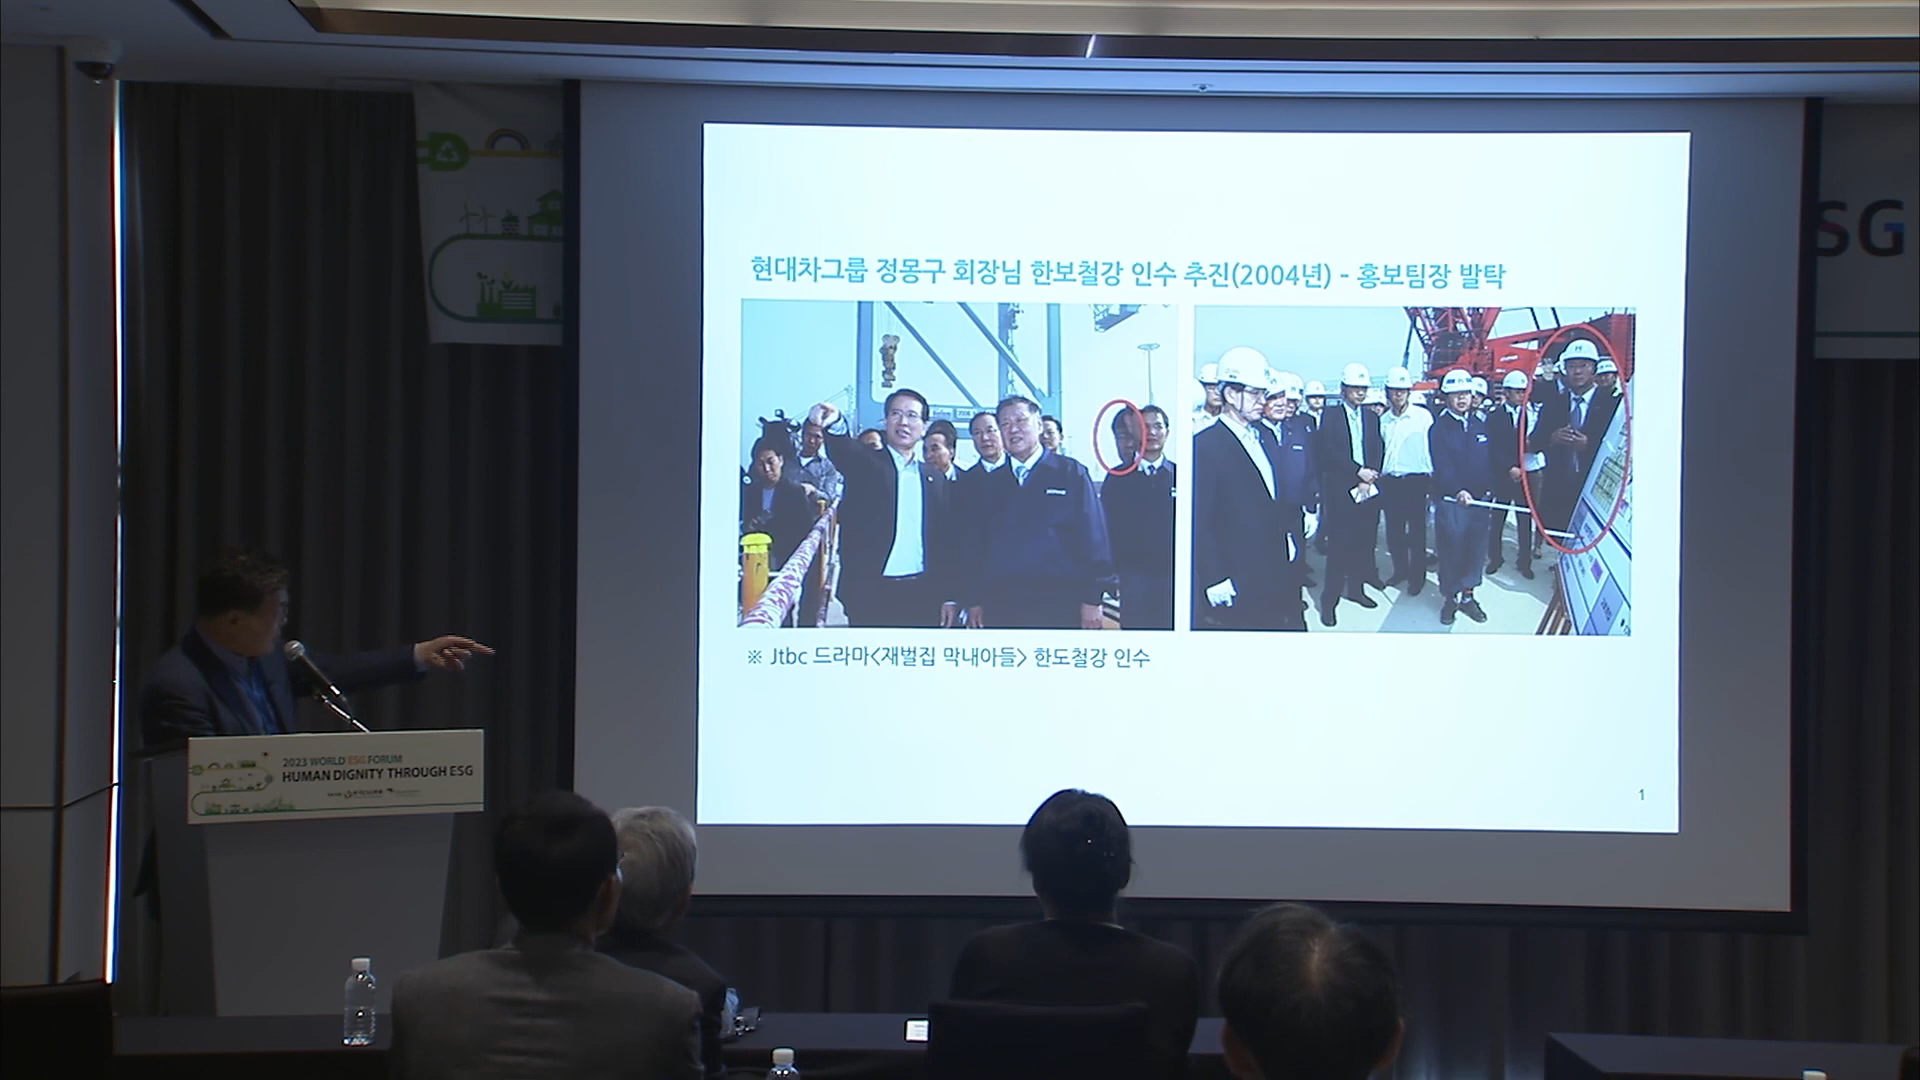 현대차그룹 정몽구 회장님 한보철강 인수 추진(2004년) - 홍보팀장 발탁
※ Jtbc 드라마<재벌집 막내아들> 한도철강 인수
1
SG
2023 WORLD ESG FORUM
HUMAN DIGNITY THROUGH ESG